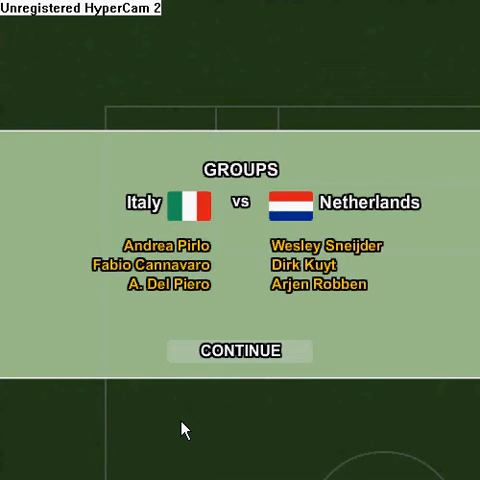 Unregistered HyperCam 2
GROUPS
Italy vs Netherlands
Andrea Pirlo Wesley Sneijder
Fabio Cannavaro Dirk Kuyt
A. Del Piero Arjen Robben
CONTINUE